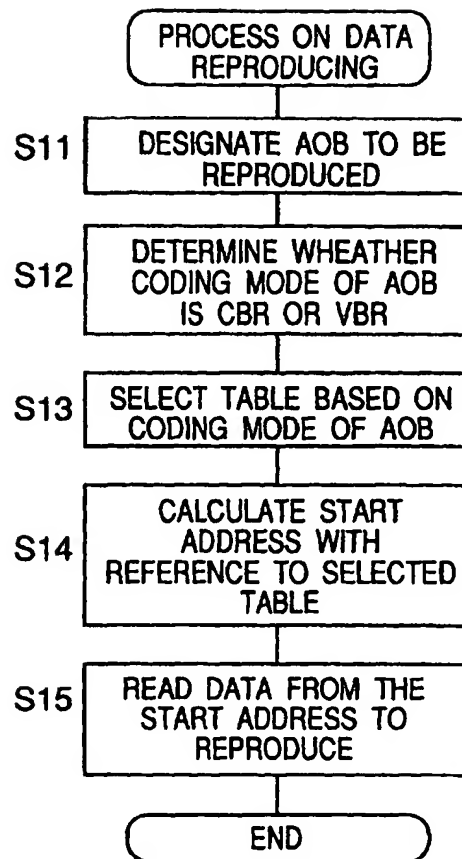 PROCESS ON DATA
REPRODUCING
S11
DESIGNATE AOB TO BE
REPRODUCED
S12
DETERMINE WHEATHER
CODING MODE OF AOB
IS CBR OR VBR
S13
SELECT TABLE BASED ON
CODING MODE OF AOB
S14
CALCULATE START
ADDRESS WITH
REFERENCE TO SELECTED
TABLE
S15
READ DATA FROM THE
START ADDRESS TO
REPRODUCE
END